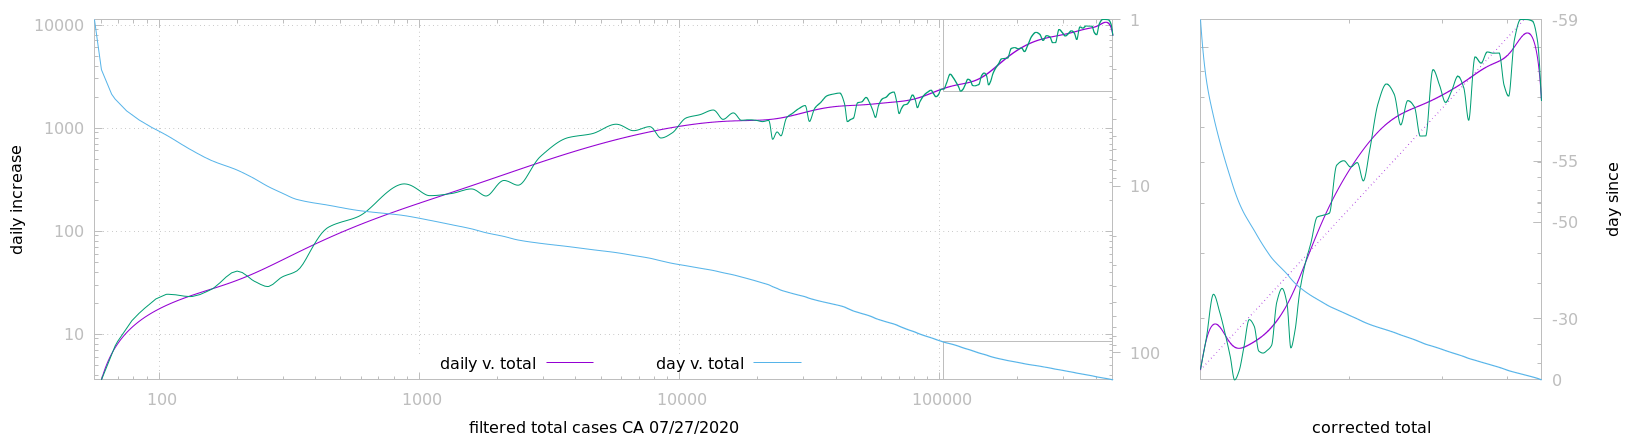 10000
1000
100
10
daily increase
100
1000
10000
100000
filtered total cases CA 07/27/2020
daily v. total
day v. total
1
10
100
-59
-55
-50
-30
0
day since
corrected total